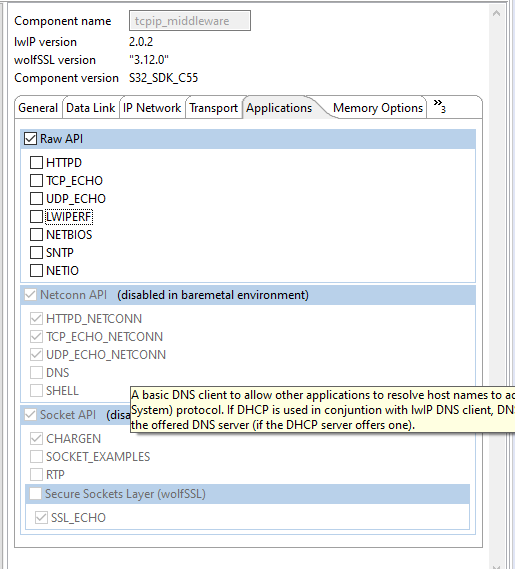 Component name tcpip_middleware
lwIP version 2.0.2
wolfSSL version "3.12.0"
Component version S32_SDK_C55
General Data Link IP Network Transport Applications Memory Options »3
Raw API
HTTPD
TCP_ECHO
UDP_ECHO
LWIPERF
NETBIOS
SNTP
NETIO
Netconn API (disabled in baremetal environment)
HTTPD_NETCONN
TCP_ECHO_NETCONN
UDP_ECHO_NETCONN
DNS
SHELL
A basic DNS client to allow other applications to resolve host names to ad
Socket API (disa System) protocol. If DHCP is used in conjuntion with lwIP DNS client, DN
the offered DNS server (if the DHCP server offers one).
CHARGEN
SOCKET_EXAMPLES
RTP
Secure Sockets Layer (wolfSSL)
SSL_ECHO